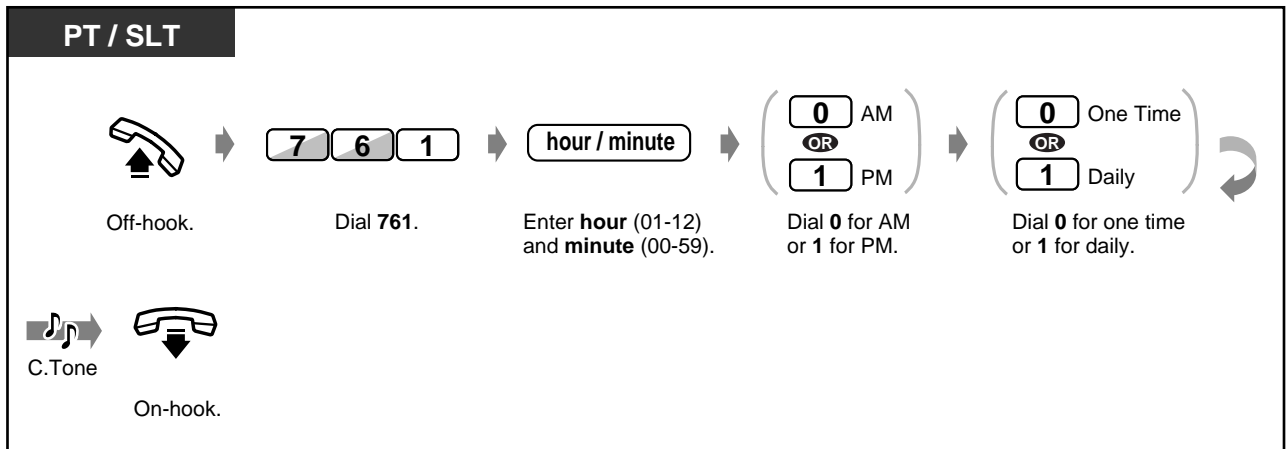 PT / SLT
7 6 1
hour / minute
0 AM
OR
1 PM
0 One Time
OR
1 Daily
Off-hook.
Dial 761.
Enter hour (01-12)
and minute (00-59).
Dial 0 for AM
or 1 for PM.
Dial 0 for one time
or 1 for daily.
C.Tone
On-hook.